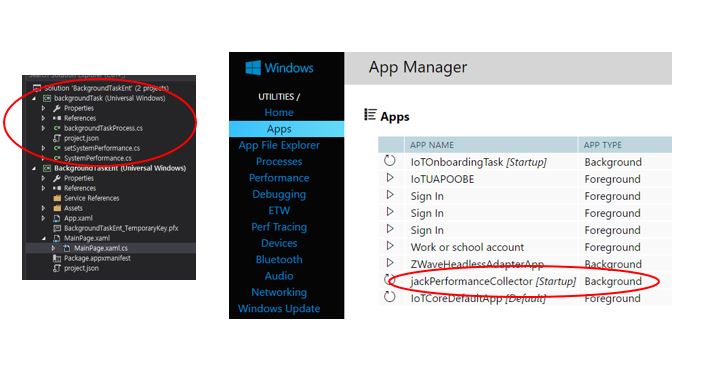 Search Solution Explorer (Ctrl+;)
Solution 'BackgroundTaskEnt' (2 projects)
backgroundTask (Universal Windows)
Properties
References
backgroundTaskProcess.cs
project.json
setSystemPerformance.cs
SystemPerformance.cs
BackgroundTaskEnt (Universal Windows)
Properties
References
Service References
Assets
App.xaml
BackgroundTaskEnt_TemporaryKey.pfx
MainPage.xaml
MainPage.xaml.cs
Package.appxmanifest
project.json
Windows
UTILITIES /
Home
Apps
App File Explorer
Processes
Performance
Debugging
ETW
Perf Tracing
Devices
Bluetooth
Audio
Networking
Windows Update
App Manager
Apps
APP NAME APP TYPE
IoTOnboardingTask [Startup] Background
IoTUAPOOBE Foreground
Sign In Foreground
Sign In Foreground
Sign In Foreground
Work or school account Foreground
ZWaveHeadlessAdapterApp Background
jackPerformanceCollector [Startup] Background
IoTCoreDefaultApp [Default] Foreground